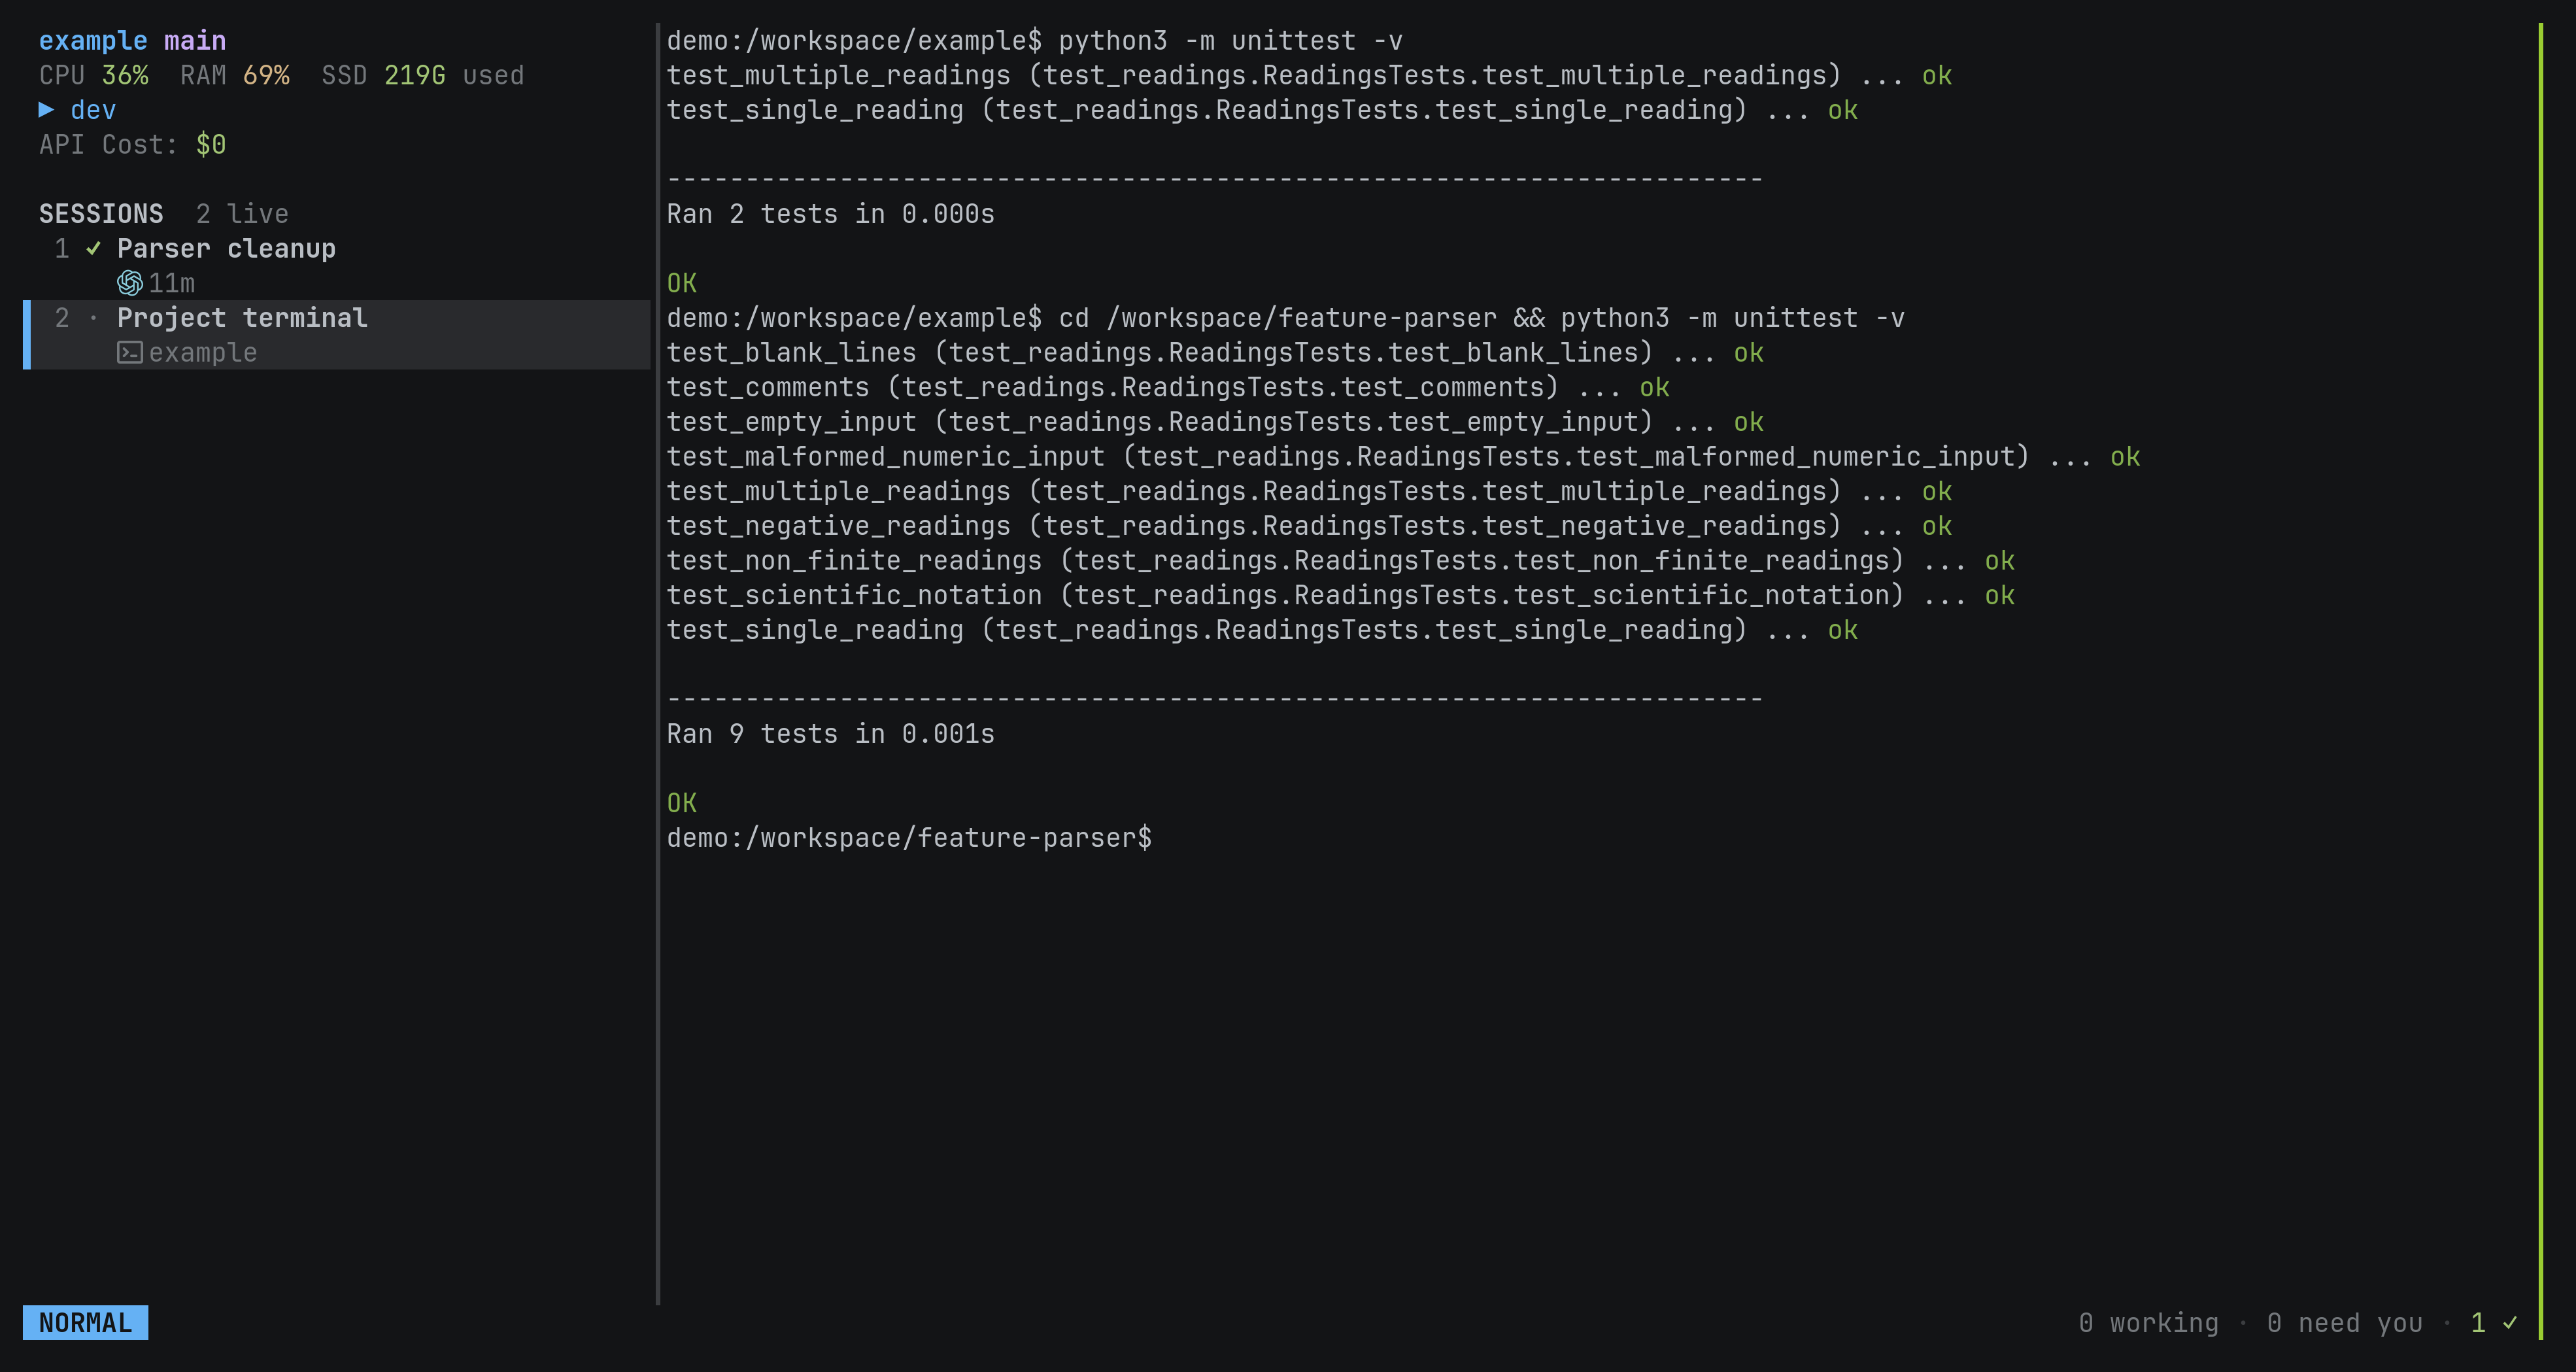 example main
CPU 36% RAM 69% SSD 219G used
▶ dev
API Cost: $0
SESSIONS 2 live
1 ✓ Parser cleanup
11m
2 · Project terminal
example
demo:/workspace/example$ python3 -m unittest -v
test_multiple_readings (test_readings.ReadingsTests.test_multiple_readings) ... ok
test_single_reading (test_readings.ReadingsTests.test_single_reading) ... ok
----------------------------------------------------------------------
Ran 2 tests in 0.000s
OK
demo:/workspace/example$ cd /workspace/feature-parser && python3 -m unittest -v
test_blank_lines (test_readings.ReadingsTests.test_blank_lines) ... ok
test_comments (test_readings.ReadingsTests.test_comments) ... ok
test_empty_input (test_readings.ReadingsTests.test_empty_input) ... ok
test_malformed_numeric_input (test_readings.ReadingsTests.test_malformed_numeric_input) ... ok
test_multiple_readings (test_readings.ReadingsTests.test_multiple_readings) ... ok
test_negative_readings (test_readings.ReadingsTests.test_negative_readings) ... ok
test_non_finite_readings (test_readings.ReadingsTests.test_non_finite_readings) ... ok
test_scientific_notation (test_readings.ReadingsTests.test_scientific_notation) ... ok
test_single_reading (test_readings.ReadingsTests.test_single_reading) ... ok
----------------------------------------------------------------------
Ran 9 tests in 0.001s
OK
demo:/workspace/feature-parser$
NORMAL
0 working · 0 need you · 1 ✓